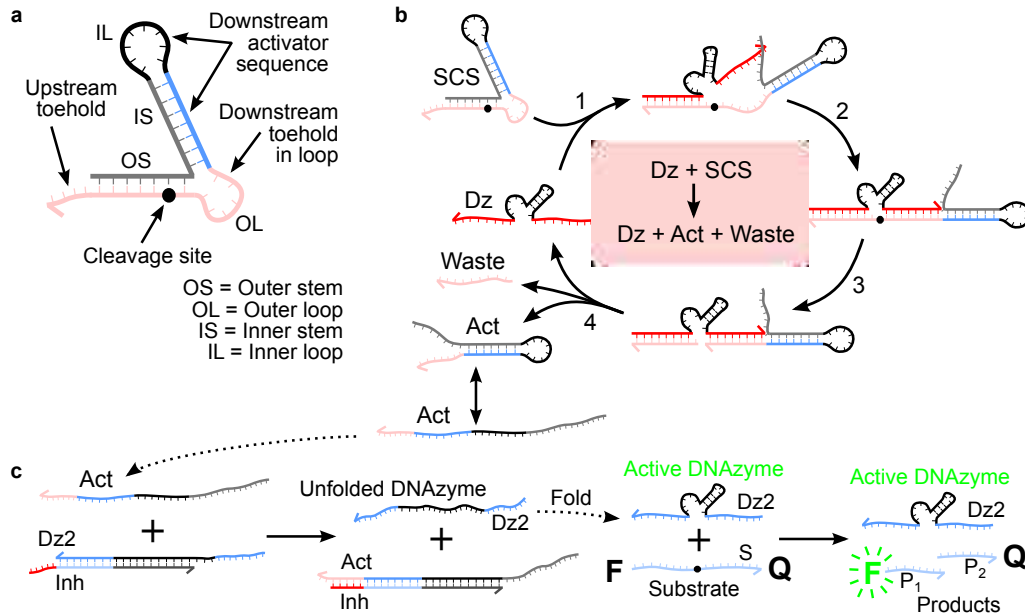 a
IL
Downstream
activator
sequence
Upstream
toehold
IS
Downstream
toehold
in loop
OS
OL
Cleavage site
OS = Outer stem
OL = Outer loop
IS = Inner stem
IL = Inner loop
b
SCS
1
2
Dz
Dz + SCS
Dz + Act + Waste
Waste
3
4
Act
Act
c
Act
+
Dz2
Inh
Unfolded DNAzyme
Dz2
+
Act
Inh
Fold
Active DNAzyme
Dz2
+
F
S
Q
Substrate
Active DNAzyme
Dz2
F
P1
P2
Q
Products